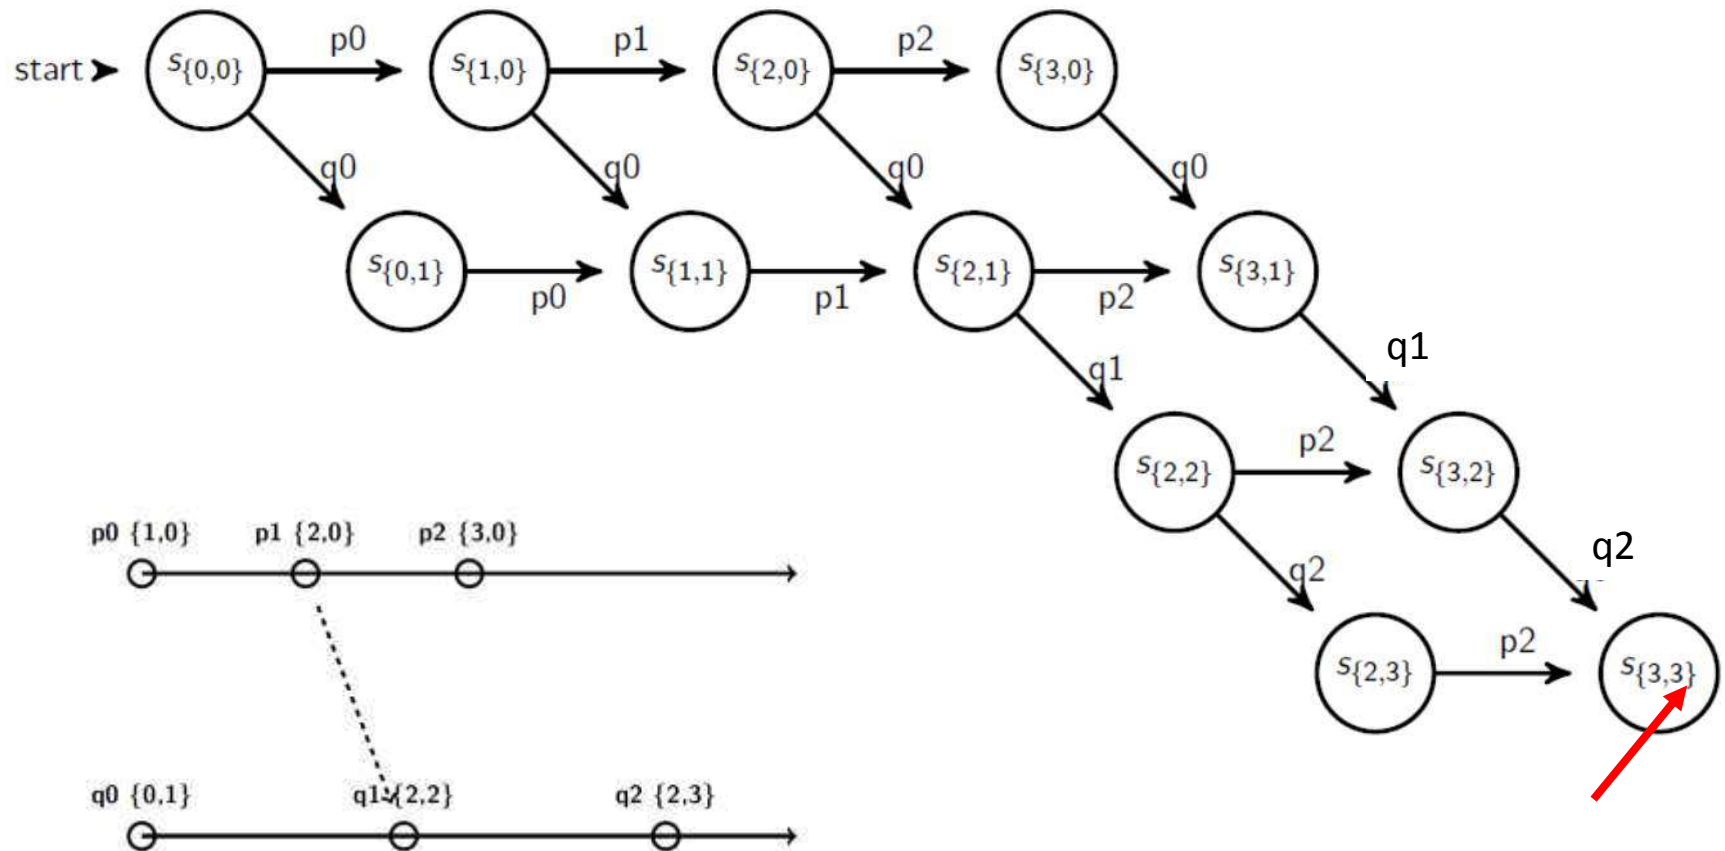 p0 p1 p2
start S{0,0} S{1,0} S{2,0} S{3,0}
q0 q0 q0 q0
S{0,1} S{1,1} S{2,1} S{3,1}
p0 p1 p2
q1 q1
p2
S{2,2} S{3,2}
p0 {1,0} p1 {2,0} p2 {3,0}
q2 q2
p2
S{2,3} S{3,3}
q0 {0,1} q1 {2,2} q2 {2,3}